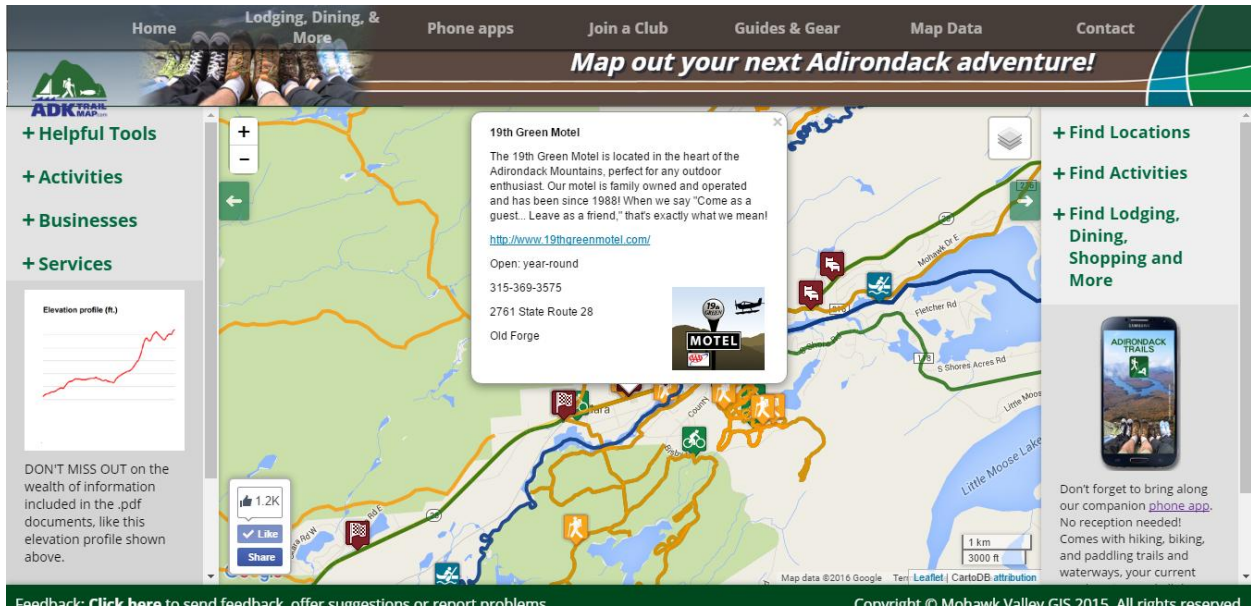 Home
Lodging, Dining, &
More
Phone apps
Join a Club
Guides & Gear
Map Data
Contact
Map out your next Adirondack adventure!
ADK TRAIL
MAP.com
+ Helpful Tools
+ Activities
+ Businesses
+ Services
Elevation profile (ft.)
DON'T MISS OUT on the
wealth of information
included in the .pdf
documents, like this
elevation profile shown
above.
+
−
19th Green Motel
×
The 19th Green Motel is located in the heart of the
Adirondack Mountains, perfect for any outdoor
enthusiast. Our motel is family owned and operated
and has been since 1988! When we say "Come as a
guest... Leave as a friend," that's exactly what we mean!
http://www.19thgreenmotel.com/
Open: year-round
315-369-3575
2761 State Route 28
Old Forge
19th
GREEN
MOTEL
28
Mohawk Dr E
Fletcher Rd
S Shores Acres Rd
Little Moose Lake
County
1.2K
Like
Share
1 km
3000 ft
Map data ©2016 Google
Leaflet | CartoDB attribution
+ Find Locations
+ Find Activities
+ Find Lodging,
Dining,
Shopping and
More
SAMSUNG
ADIRONDACK
TRAILS
Don't forget to bring along
our companion phone app.
No reception needed!
Comes with hiking, biking,
and paddling trails and
waterways, your current
Feedback: Click here to send feedback, offer suggestions or report problems
Copyright © Mohawk Valley GIS 2015. All rights reserved